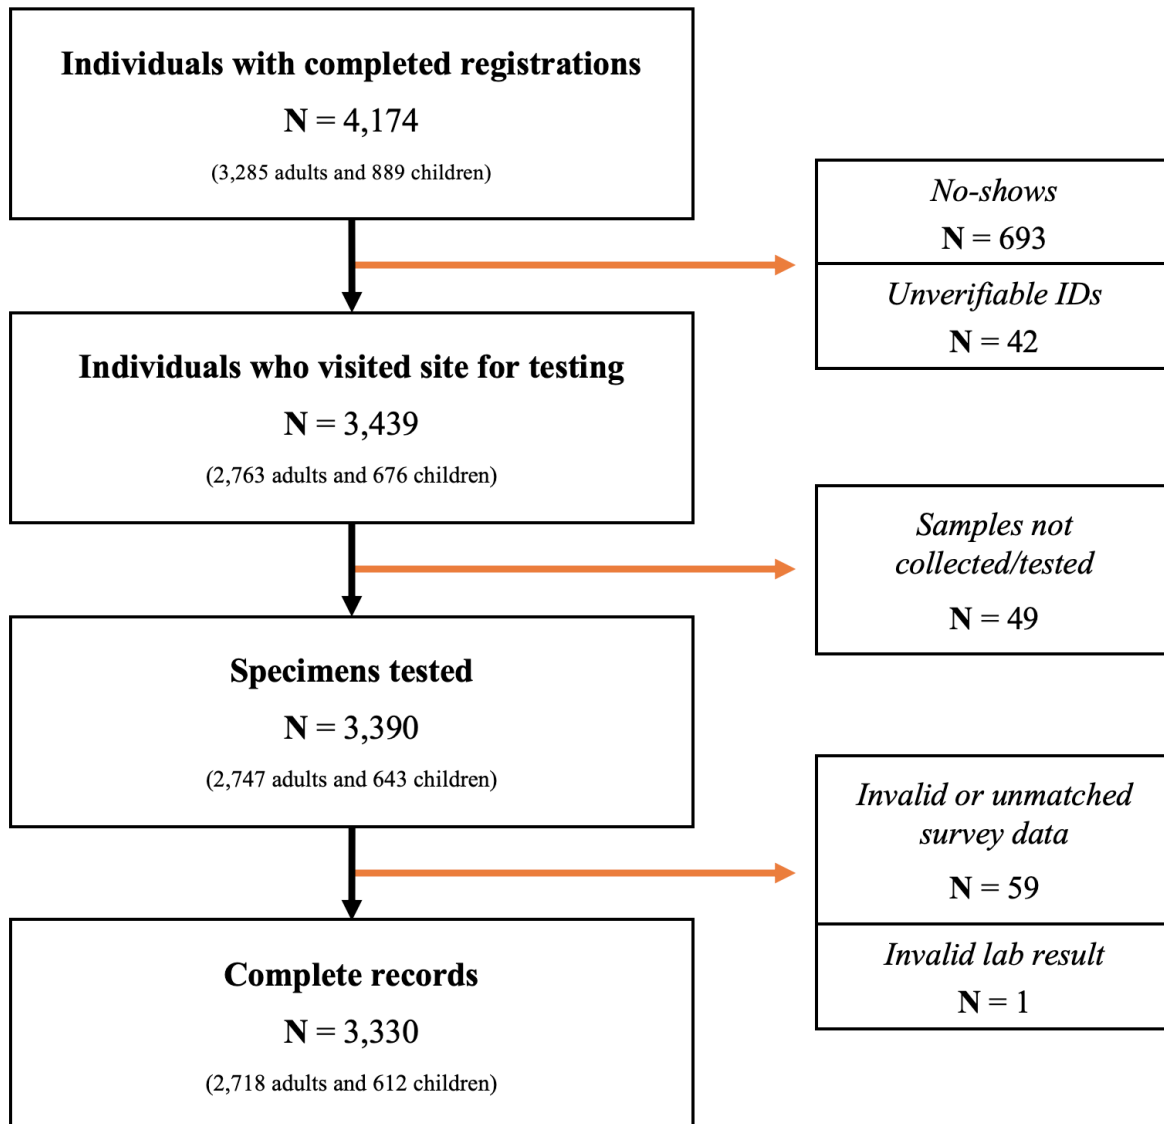 Individuals with completed registrations
N = 4,174
(3,285 adults and 889 children)
No-shows
N = 693
Unverifiable IDs
N = 42
Individuals who visited site for testing
N = 3,439
(2,763 adults and 676 children)
Samples not
collected/tested
N = 49
Specimens tested
N = 3,390
(2,747 adults and 643 children)
Invalid or unmatched
survey data
N = 59
Invalid lab result
N = 1
Complete records
N = 3,330
(2,718 adults and 612 children)